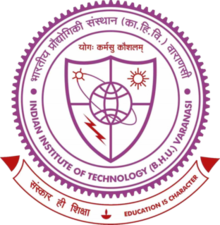 भारतीय प्रौद्योगिकी संस्थान (का.हि.वि.) वाराणसी
योगः कर्मसु कौशलम्
INDIAN INSTITUTE OF TECHNOLOGY (B.H.U.) VARANASI
संस्कार ही शिक्षा
EDUCATION IS CHARACTER